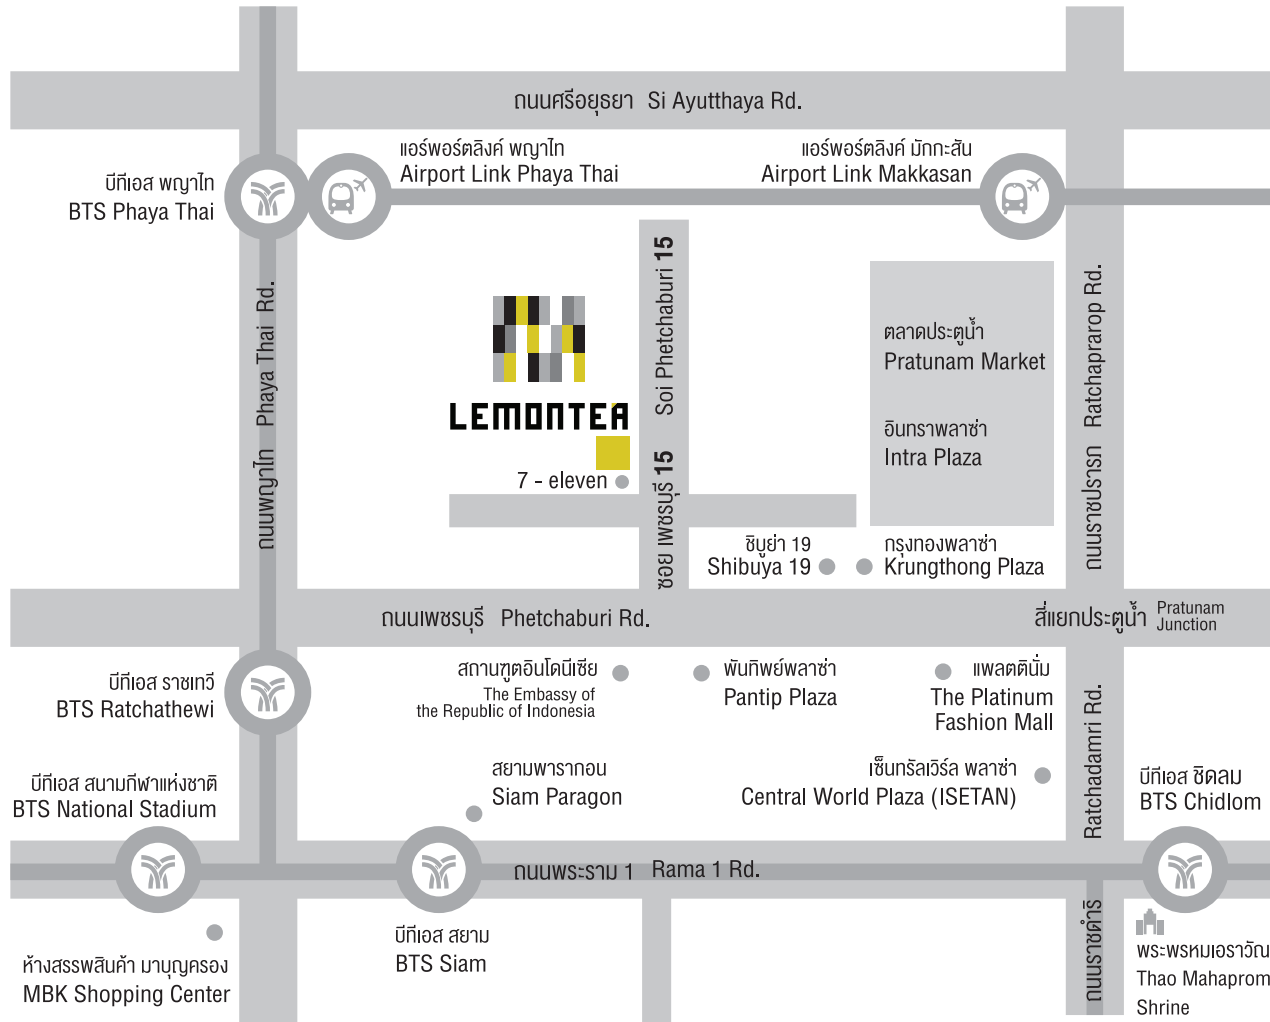 ถนนศรีอยุธยา Si Ayutthaya Rd.
แอร์พอร์ตลิงค์ พญาไท
Airport Link Phaya Thai
แอร์พอร์ตลิงค์ มักกะสัน
Airport Link Makkasan
บีทีเอส พญาไท
BTS Phaya Thai
ถนนพญาไท Phaya Thai Rd.
ซอย เพชรบุรี 15 Soi Phetchaburi 15
ถนนราชปรารภ Ratchaprarop Rd.
LEMONTEA
7 - eleven
ตลาดประตูน้ำ
Pratunam Market
อินทราพลาซ่า
Intra Plaza
ชิบูย่า 19
Shibuya 19
กรุงทองพลาซ่า
Krungthong Plaza
ถนนเพชรบุรี Phetchaburi Rd.
สี่แยกประตูน้ำ Pratunam
Junction
บีทีเอส ราชเทวี
BTS Ratchathewi
สถานฑูตอินโดนีเซีย
The Embassy of
the Republic of Indonesia
พันทิพย์พลาซ่า
Pantip Plaza
แพลตตินั่ม
The Platinum
Fashion Mall
Ratchadamri Rd.
บีทีเอส สนามกีฬาแห่งชาติ
BTS National Stadium
สยามพารากอน
Siam Paragon
เซ็นทรัลเวิร์ล พลาซ่า
Central World Plaza (ISETAN)
บีทีเอส ชิดลม
BTS Chidlom
ถนนพระราม 1 Rama 1 Rd.
บีทีเอส สยาม
BTS Siam
ห้างสรรพสินค้า มาบุญครอง
MBK Shopping Center
ถนนราชดำริ
พระพรหมเอราวัณ
Thao Mahaprom
Shrine